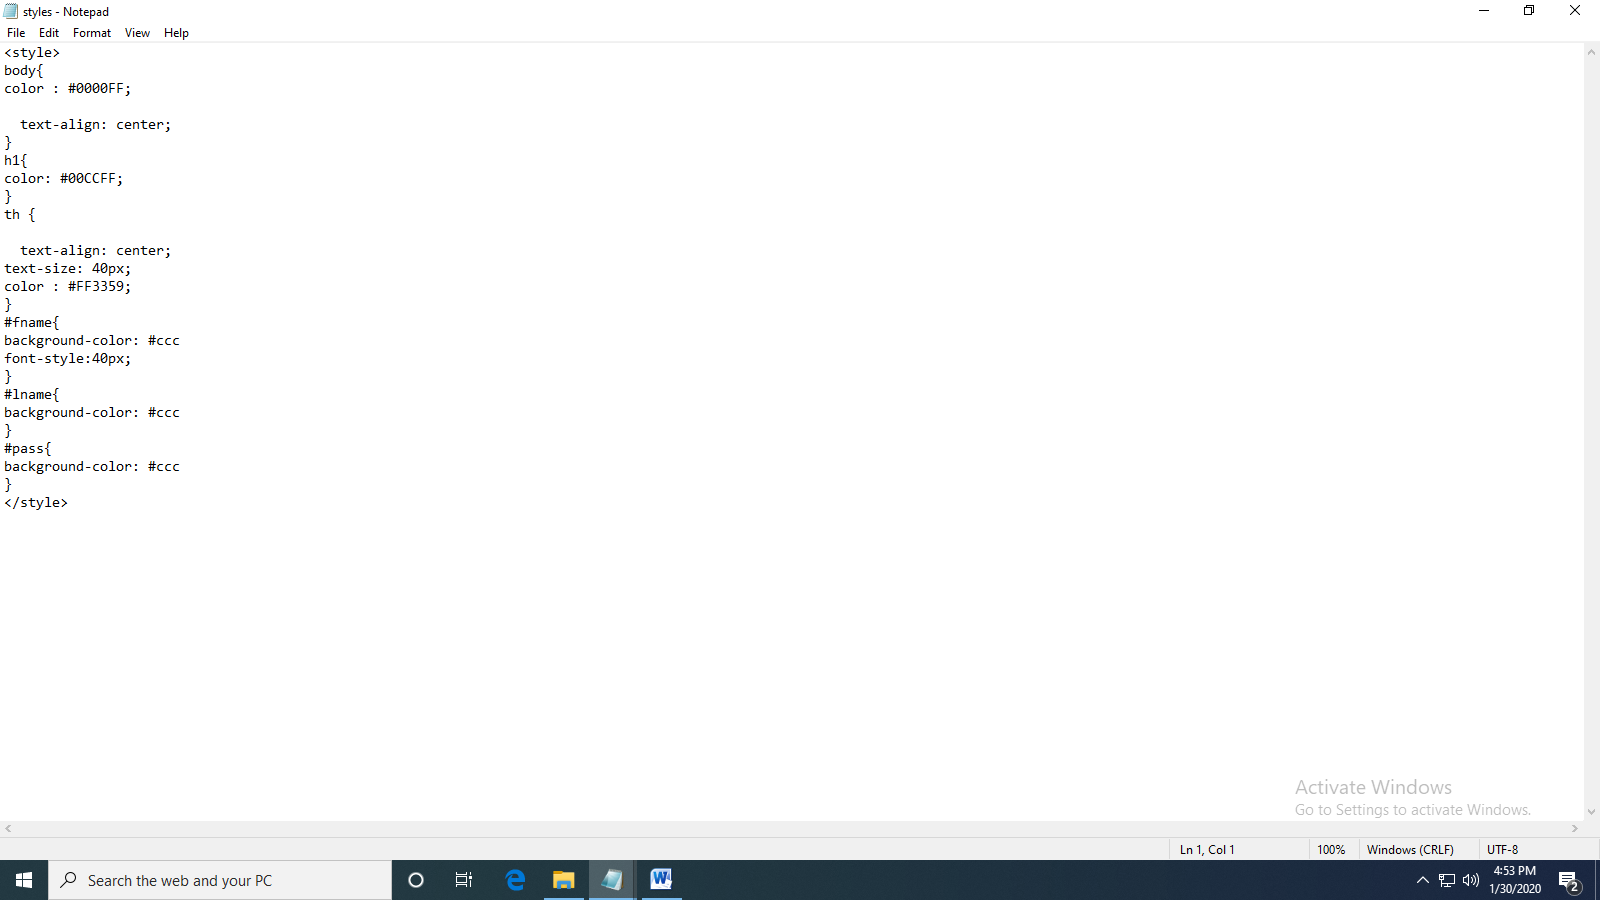 styles - Notepad
File Edit Format View Help
<style>
body{
color : #0000FF;
  text-align: center;
}
h1{
color: #00CCFF;
}
th {
  text-align: center;
text-size: 40px;
color : #FF3359;
}
#fname{
background-color: #ccc
font-style:40px;
}
#lname{
background-color: #ccc
}
#pass{
background-color: #ccc
}
</style>
Activate Windows
Go to Settings to activate Windows.
Ln 1, Col 1 100% Windows (CRLF) UTF-8
Search the web and your PC
4:53 PM
1/30/2020
2